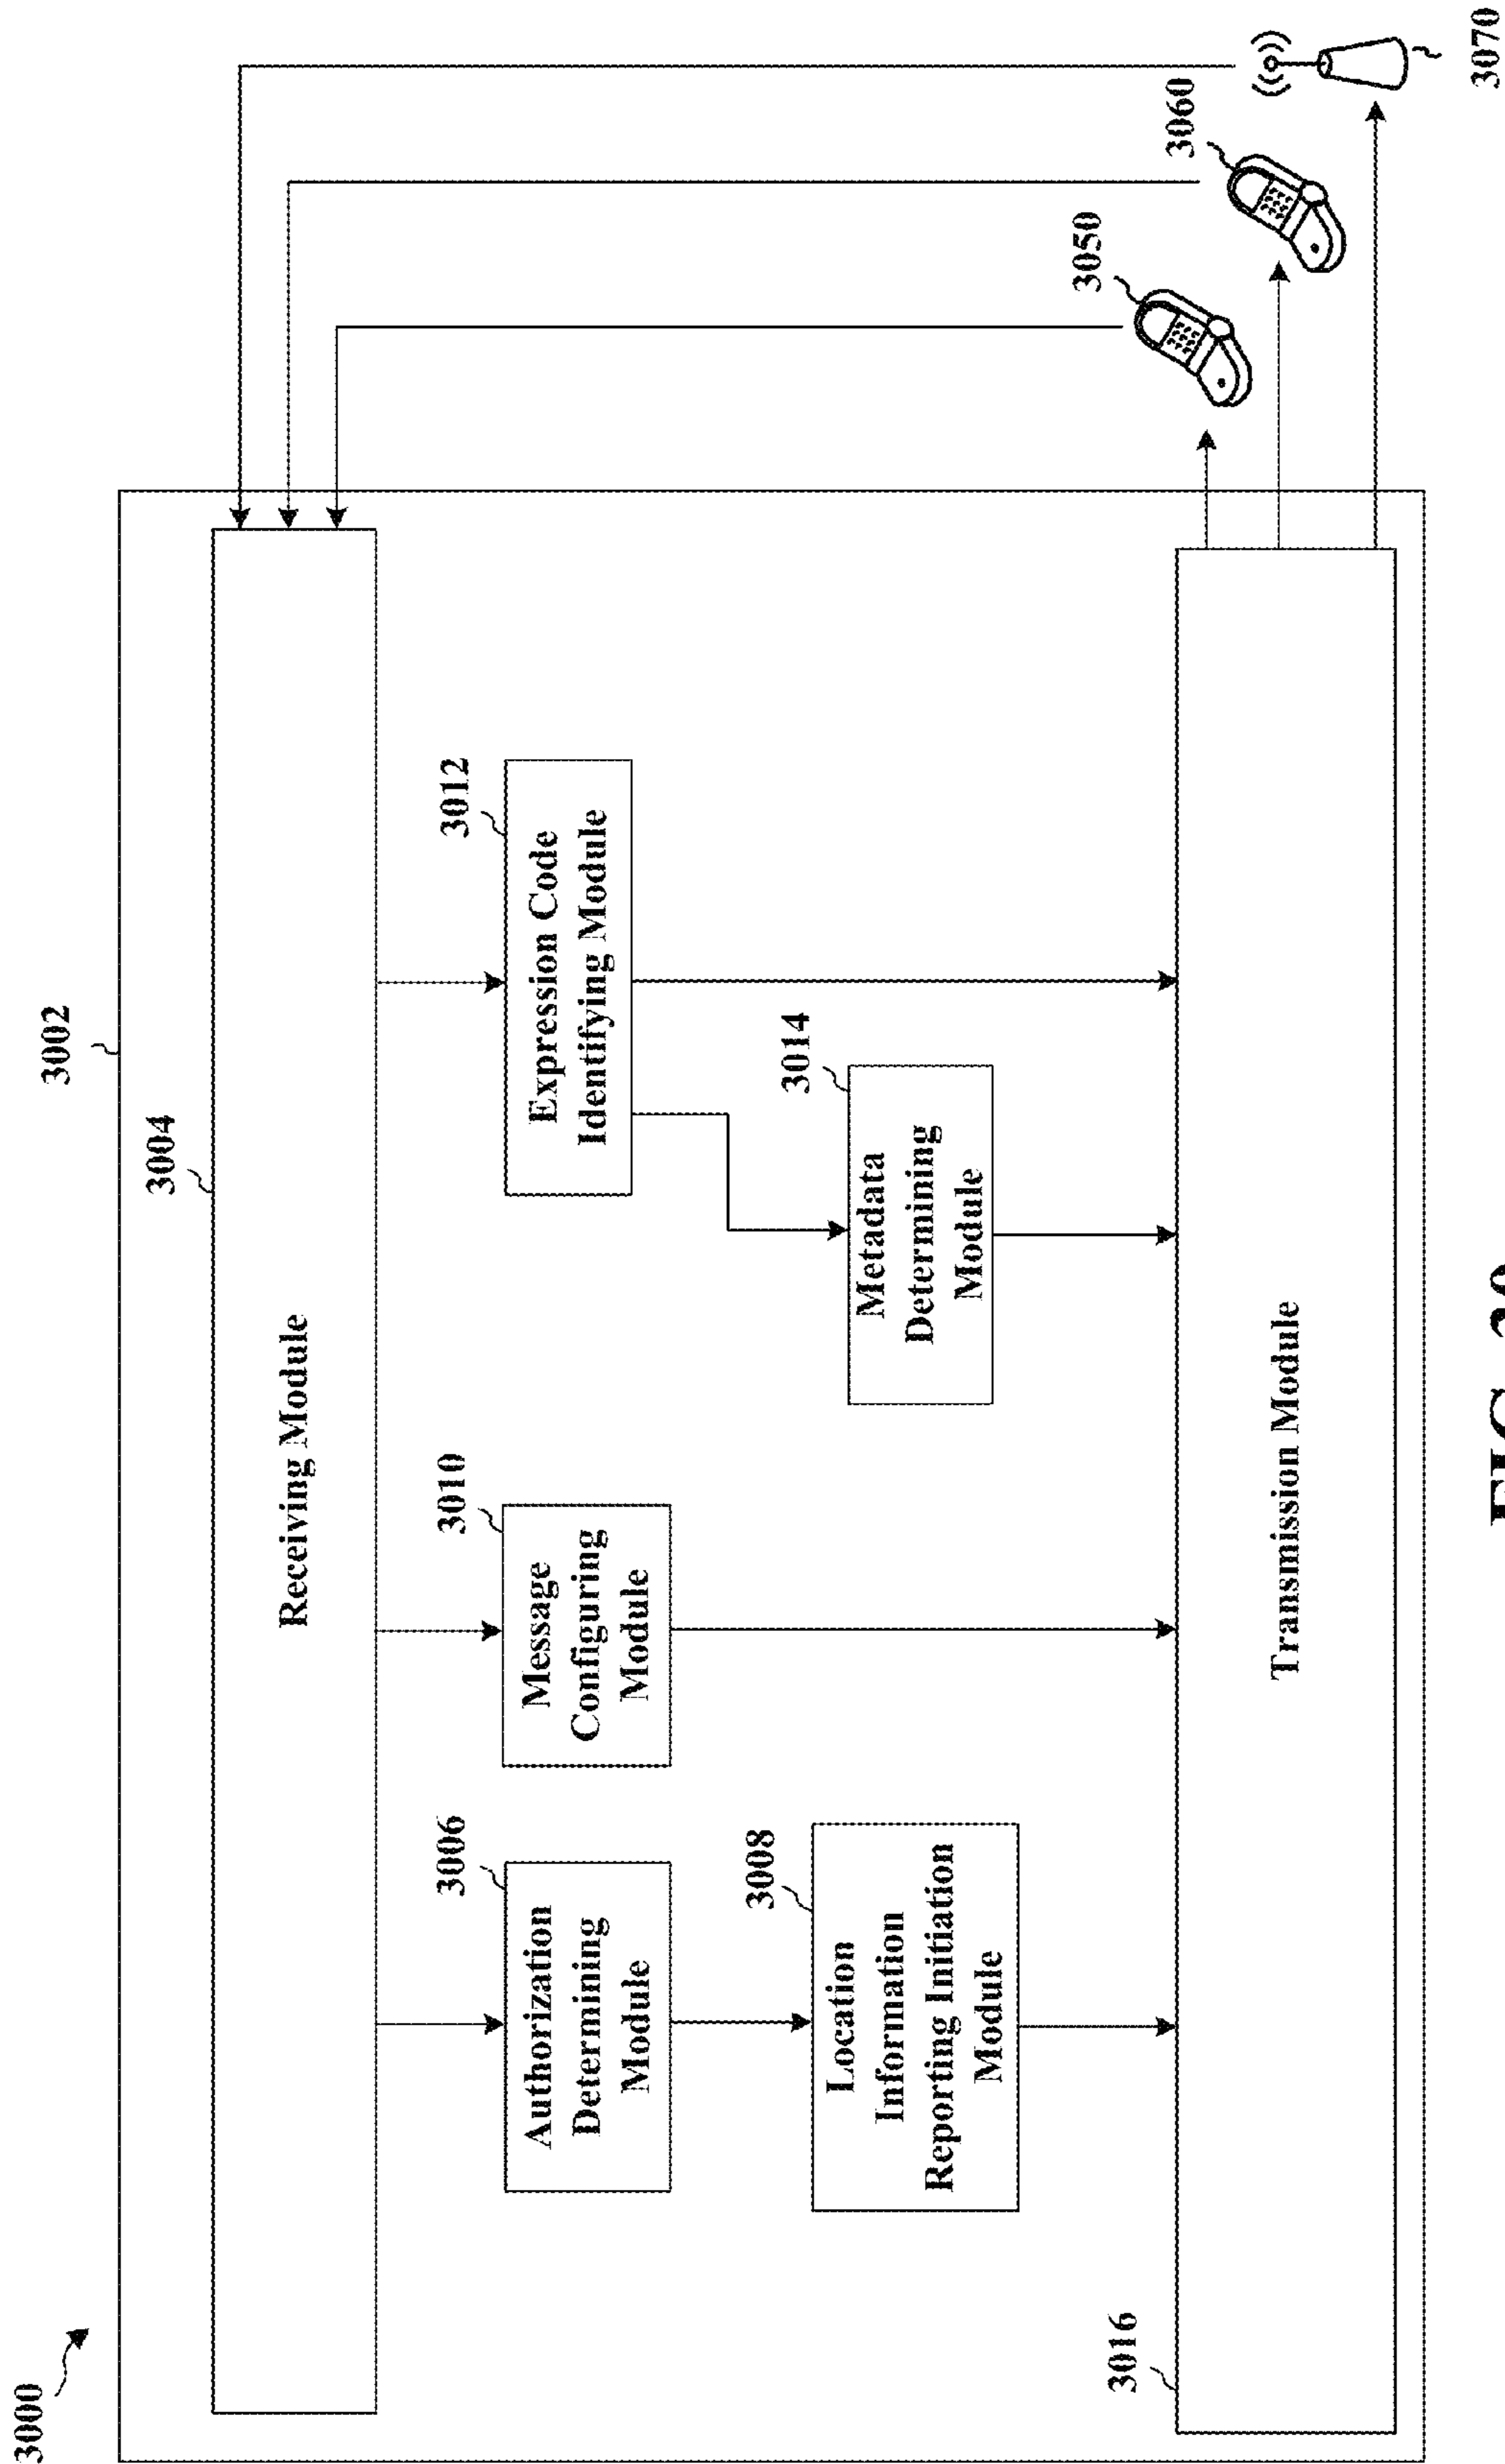 3000
3002
3004
Receiving Module
3006
Authorization
Determining
Module
3008
Location
Information
Reporting Initiation
Module
3010
Message
Configuring
Module
3012
Expression Code
Identifying Module
3014
Metadata
Determining
Module
3016
Transmission Module
3050
3060
3070
FIG